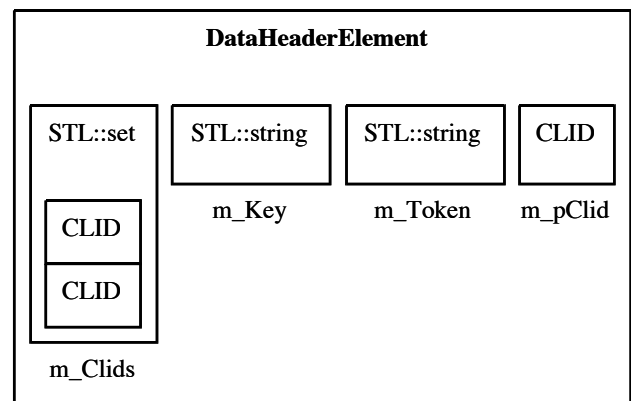 DataHeaderElement
STL::set
STL::string
STL::string
CLID
CLID
CLID
m_Key
m_Token
m_pClid
m_Clids